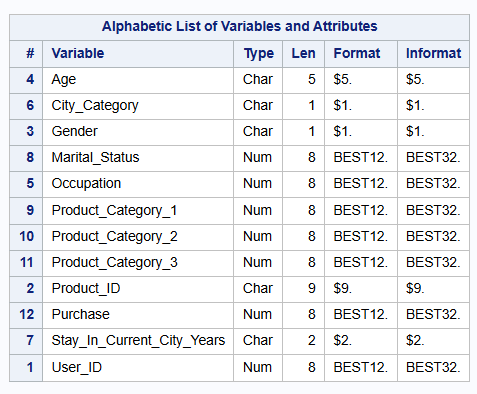 Alphabetic List of Variables and Attributes
# Variable Type Len Format Informat
4 Age Char 5 $5. $5.
6 City_Category Char 1 $1. $1.
3 Gender Char 1 $1. $1.
8 Marital_Status Num 8 BEST12. BEST32.
5 Occupation Num 8 BEST12. BEST32.
9 Product_Category_1 Num 8 BEST12. BEST32.
10 Product_Category_2 Num 8 BEST12. BEST32.
11 Product_Category_3 Num 8 BEST12. BEST32.
2 Product_ID Char 9 $9. $9.
12 Purchase Num 8 BEST12. BEST32.
7 Stay_In_Current_City_Years Char 2 $2. $2.
1 User_ID Num 8 BEST12. BEST32.